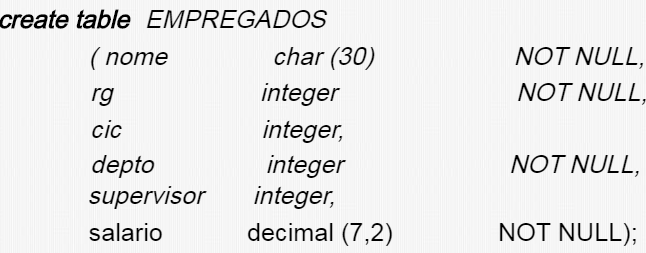 create table EMPREGADOS
( nome char (30) NOT NULL,
rg integer NOT NULL,
cic integer,
depto integer NOT NULL,
supervisor integer,
salario decimal (7,2) NOT NULL);